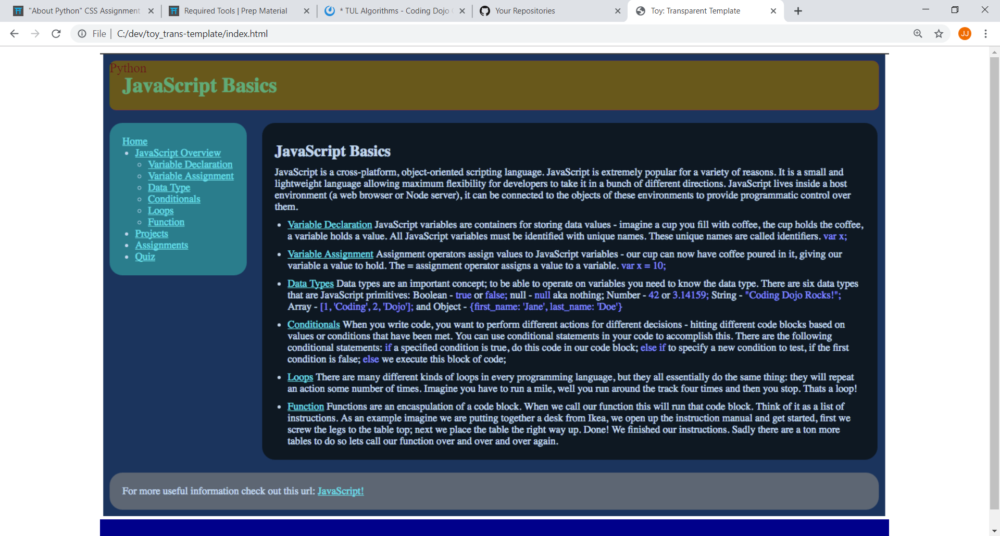 "About Python" CSS Assignment
Required Tools | Prep Material
* TUL Algorithms - Coding Dojo
Your Repositories
Toy: Transparent Template
File | C:/dev/toy_trans-template/index.html
JJ
Python
JavaScript Basics
Home
JavaScript Overview
Variable Declaration
Variable Assignment
Data Type
Conditionals
Loops
Function
Projects
Assignments
Quiz
JavaScript Basics
JavaScript is a cross-platform, object-oriented scripting language. JavaScript is extremely popular for a variety of reasons. It is a small and
lightweight language allowing maximum flexibility for developers to take it in a bunch of different directions. JavaScript lives inside a host
environment (a web browser or Node server), it can be connected to the objects of these environments to provide programmatic control over
them.
Variable Declaration JavaScript variables are containers for storing data values - imagine a cup you fill with coffee, the cup holds the coffee,
a variable holds a value. All JavaScript variables must be identified with unique names. These unique names are called identifiers. var x;
Variable Assignment Assignment operators assign values to JavaScript variables - our cup can now have coffee poured in it, giving our
variable a value to hold. The = assignment operator assigns a value to a variable. var x = 10;
Data Types Data types are an important concept; to be able to operate on variables you need to know the data type. There are six data types
that are JavaScript primitives: Boolean - true or false; null - null aka nothing; Number - 42 or 3.14159; String - "Coding Dojo Rocks!";
Array - [1, 'Coding', 2, 'Dojo']; and Object - {first_name: 'Jane', last_name: 'Doe'}
Conditionals When you write code, you want to perform different actions for different decisions - hitting different code blocks based on
values or conditions that have been met. You can use conditional statements in your code to accomplish this. There are the following
conditional statements: if a specified condition is true, do this code in our code block; else if to specify a new condition to test, if the first
condition is false; else we execute this block of code;
Loops There are many different kinds of loops in every programming language, but they all essentially do the same thing: they will repeat
an action some number of times. Imagine you have to run a mile, well you run around the track four times and then you stop. Thats a loop!
Function Functions are an encaspulation of a code block. When we call our function this will run that code block. Think of it as a list of
instructions. As an example imagine we are putting together a desk from Ikea, we open up the instruction manual and get started, first we
screw the legs to the table top; next we place the table the right way up. Done! We finished our instructions. Sadly there are a ton more
tables to do so lets call our function over and over and over again.
For more useful information check out this url: JavaScript!